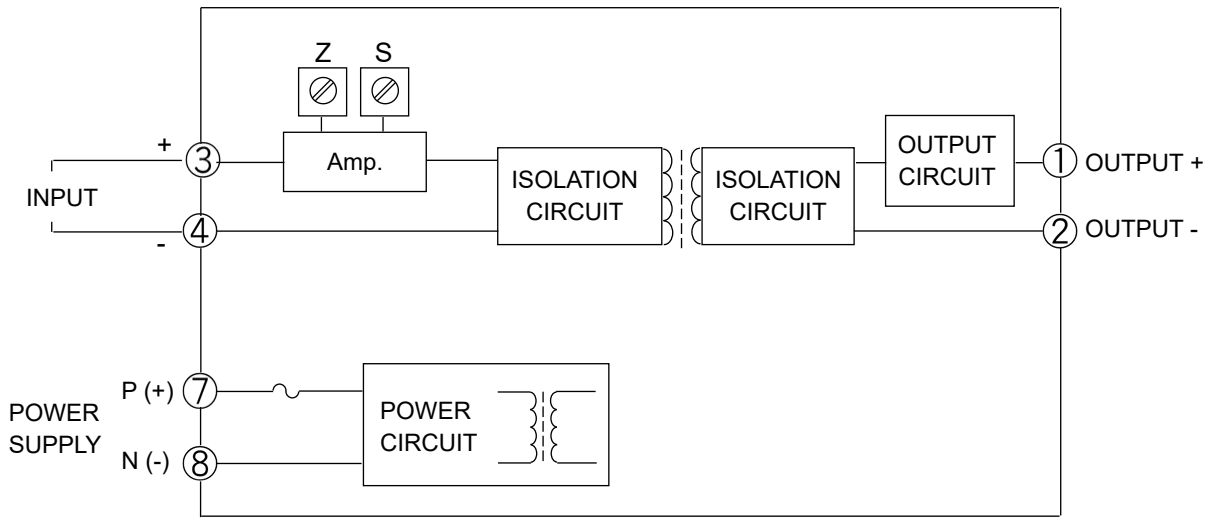 Z S
+
3
Amp.
INPUT
4
-
ISOLATION
CIRCUIT
ISOLATION
CIRCUIT
OUTPUT
CIRCUIT
1 OUTPUT +
2 OUTPUT -
POWER
SUPPLY
P (+) 7
N (-) 8
POWER
CIRCUIT